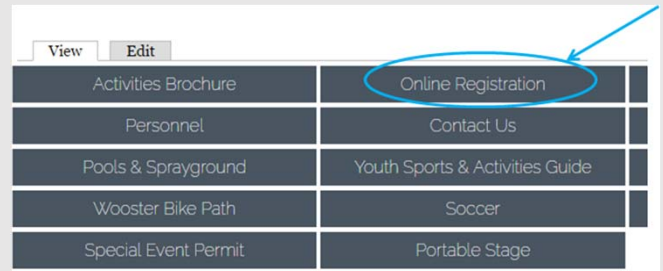 View Edit
Activities Brochure Online Registration
Personnel Contact Us
Pools & Sprayground Youth Sports & Activities Guide
Wooster Bike Path Soccer
Special Event Permit Portable Stage